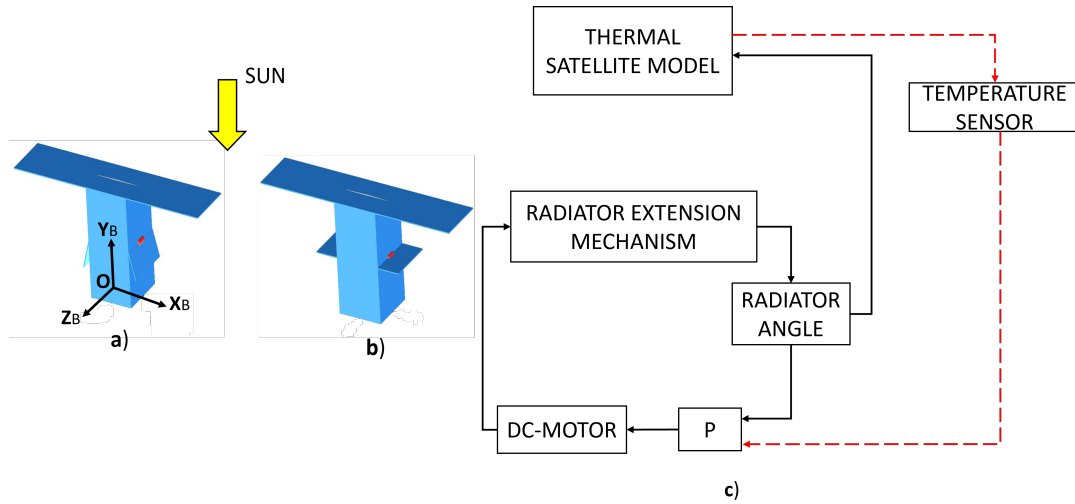 SUN
YB
O
XB
ZB
a)
b)
THERMAL
SATELLITE MODEL
TEMPERATURE
SENSOR
RADIATOR EXTENSION
MECHANISM
RADIATOR
ANGLE
DC-MOTOR
P
c)